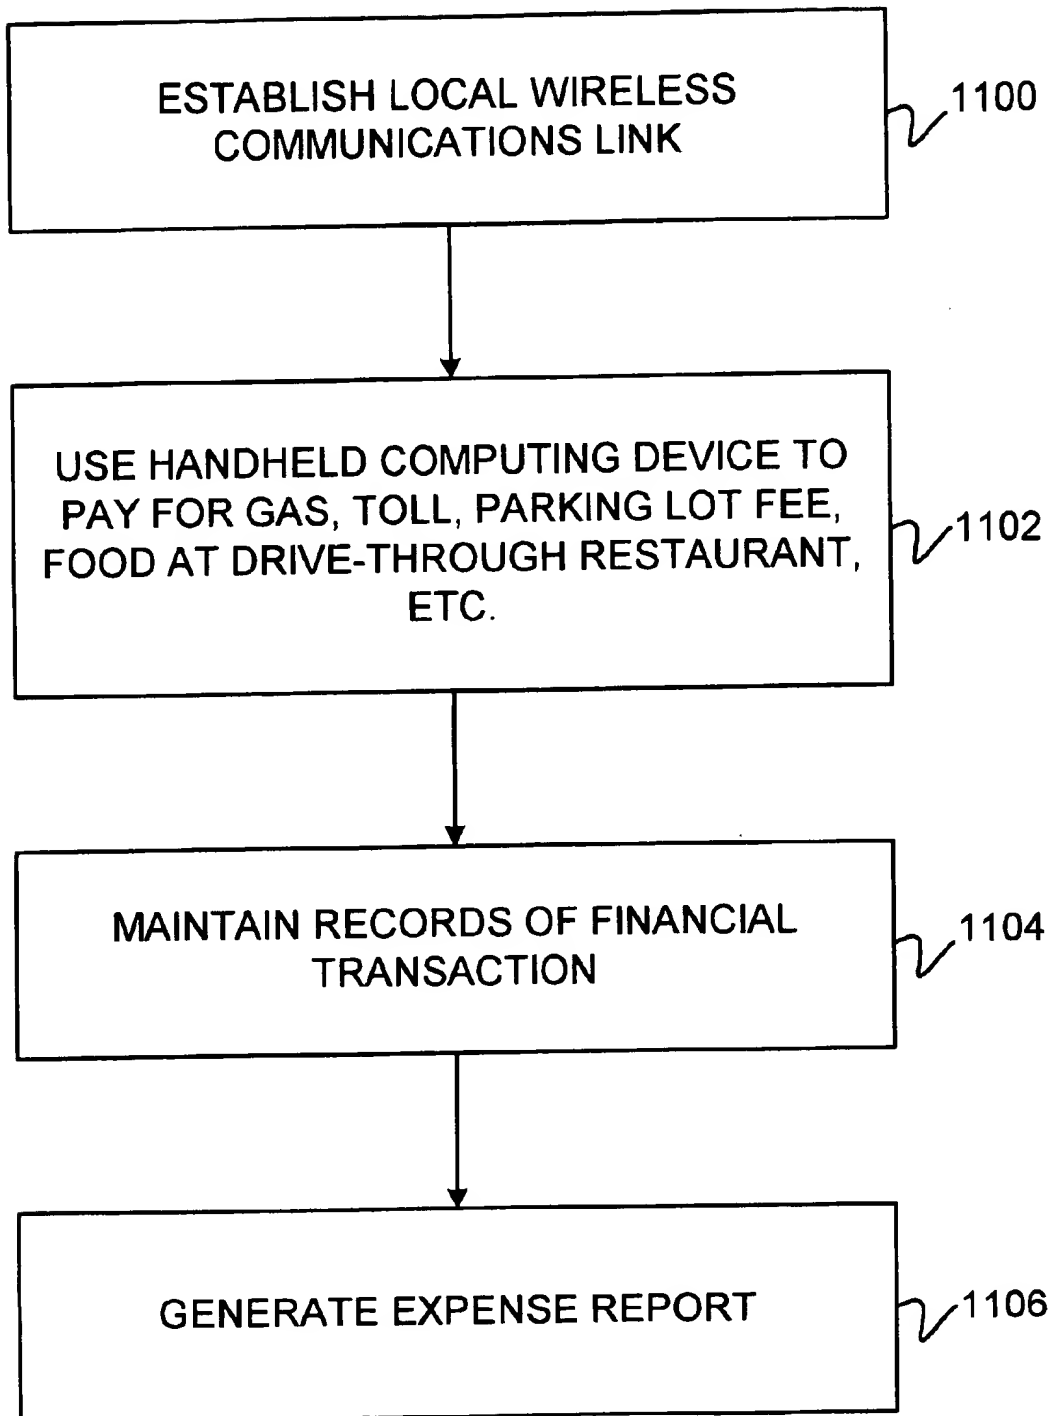 ESTABLISH LOCAL WIRELESS
COMMUNICATIONS LINK
1100
USE HANDHELD COMPUTING DEVICE TO
PAY FOR GAS, TOLL, PARKING LOT FEE,
FOOD AT DRIVE-THROUGH RESTAURANT,
ETC.
1102
MAINTAIN RECORDS OF FINANCIAL
TRANSACTION
1104
GENERATE EXPENSE REPORT
1106